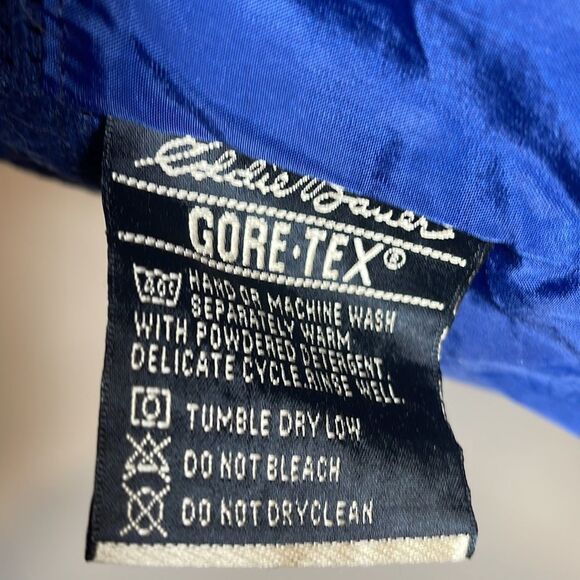 Eddie Bauer
GORE·TEX®
40C HAND OR MACHINE WASH
SEPARATELY WARM
WITH POWDERED DETERGENT
DELICATE CYCLE. RINSE WELL.
TUMBLE DRY LOW
DO NOT BLEACH
DO NOT DRYCLEAN